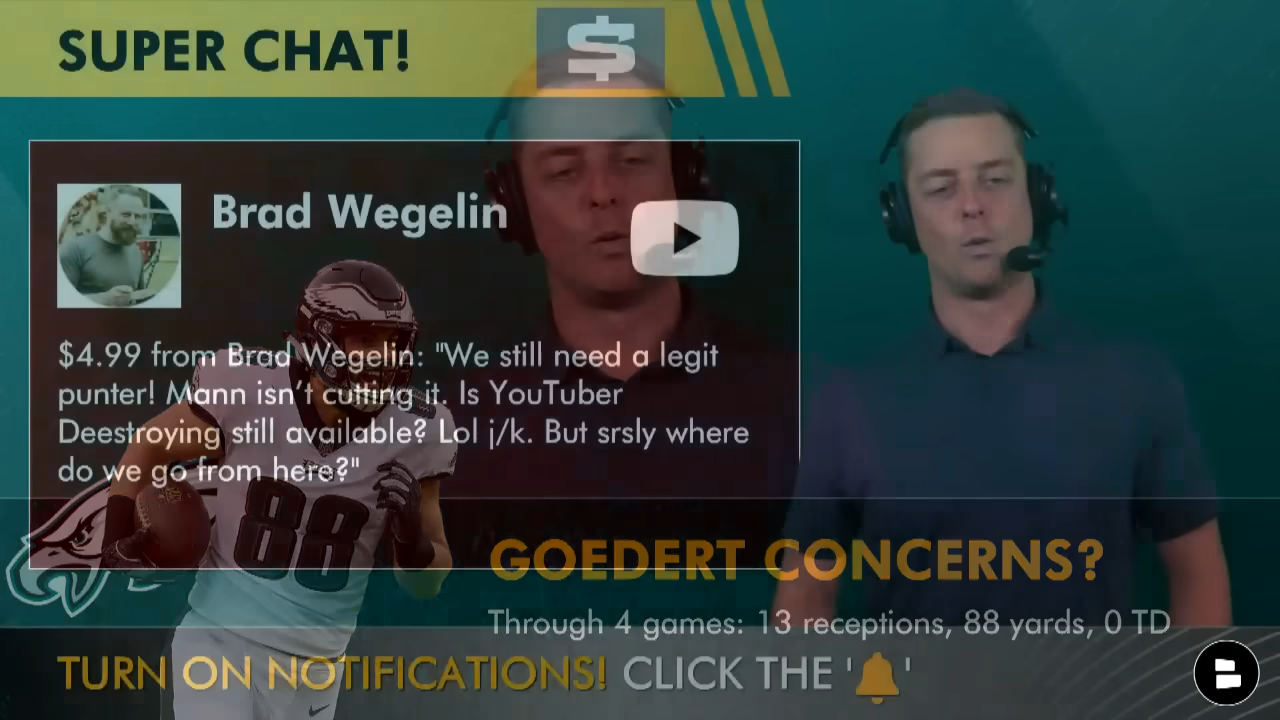 SUPER CHAT!
$
Brad Wegelin
$4.99 from Brad Wegelin: "We still need a legit
punter! Mann isn’t cutting it. Is YouTuber
Deestroying still available? Lol j/k. But srsly where
do we go from here?"
88
GOEDERT CONCERNS?
Through 4 games: 13 receptions, 88 yards, 0 TD
TURN ON NOTIFICATIONS! CLICK THE ' '